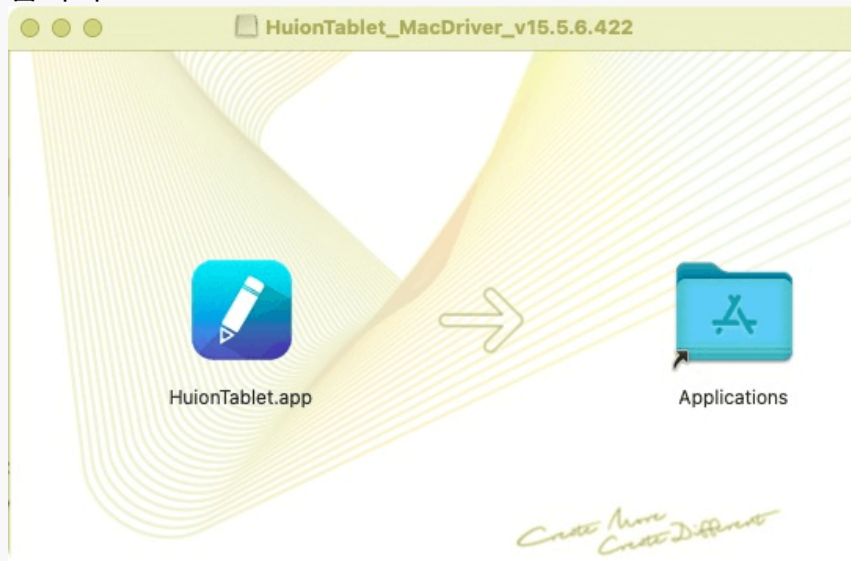 HuionTablet_MacDriver_v15.5.6.422
HuionTablet.app
Applications
Create More
Create Different